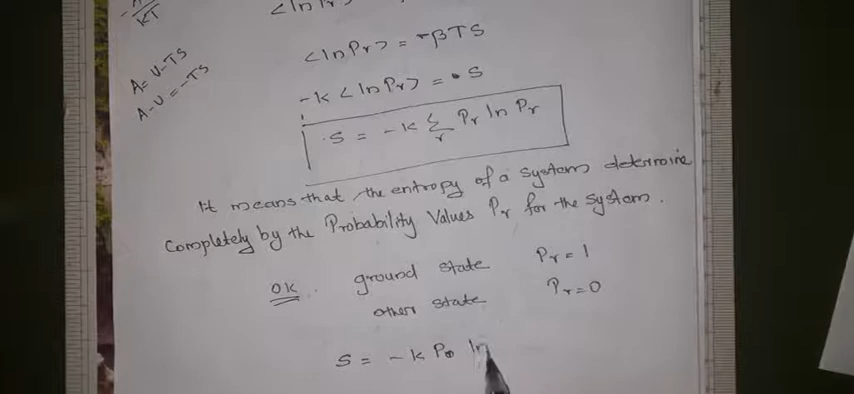 KT
<ln Pr> = -βTS
A = U-TS
A-U = -TS
-k <ln Pr> = S
S = -k Σr Pr ln Pr
It means that the entropy of a system determine
completely by the Probability Values Pr for the system.
OK. ground state Pr = 1
other state Pr = 0
S = -k P0 ln